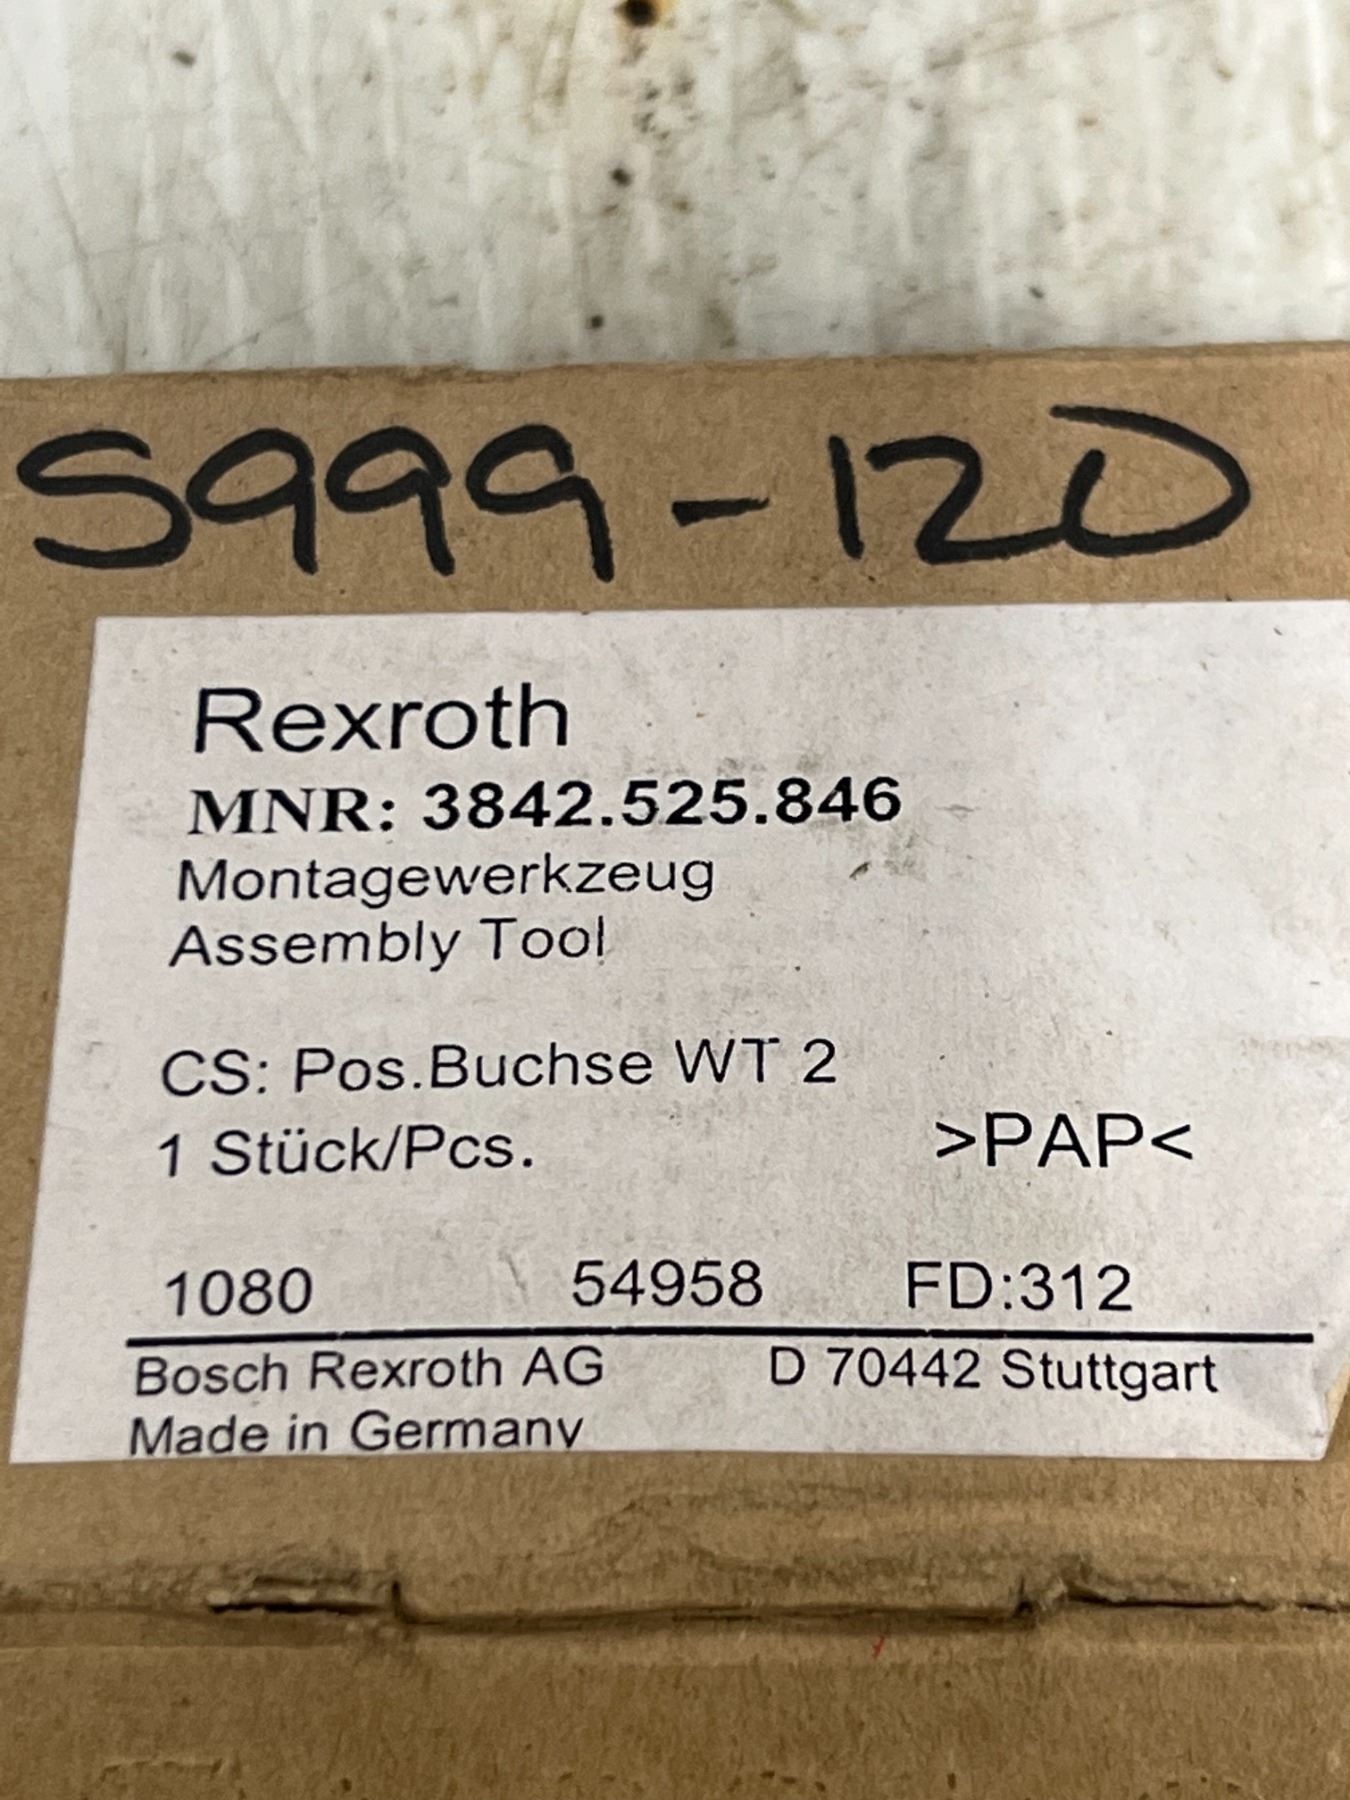 S999-120
Rexroth
MNR: 3842.525.846
Montagewerkzeug
Assembly Tool
CS: Pos.Buchse WT 2
1 Stück/Pcs. >PAP<
1080 54958 FD:312
Bosch Rexroth AG D 70442 Stuttgart
Made in Germany